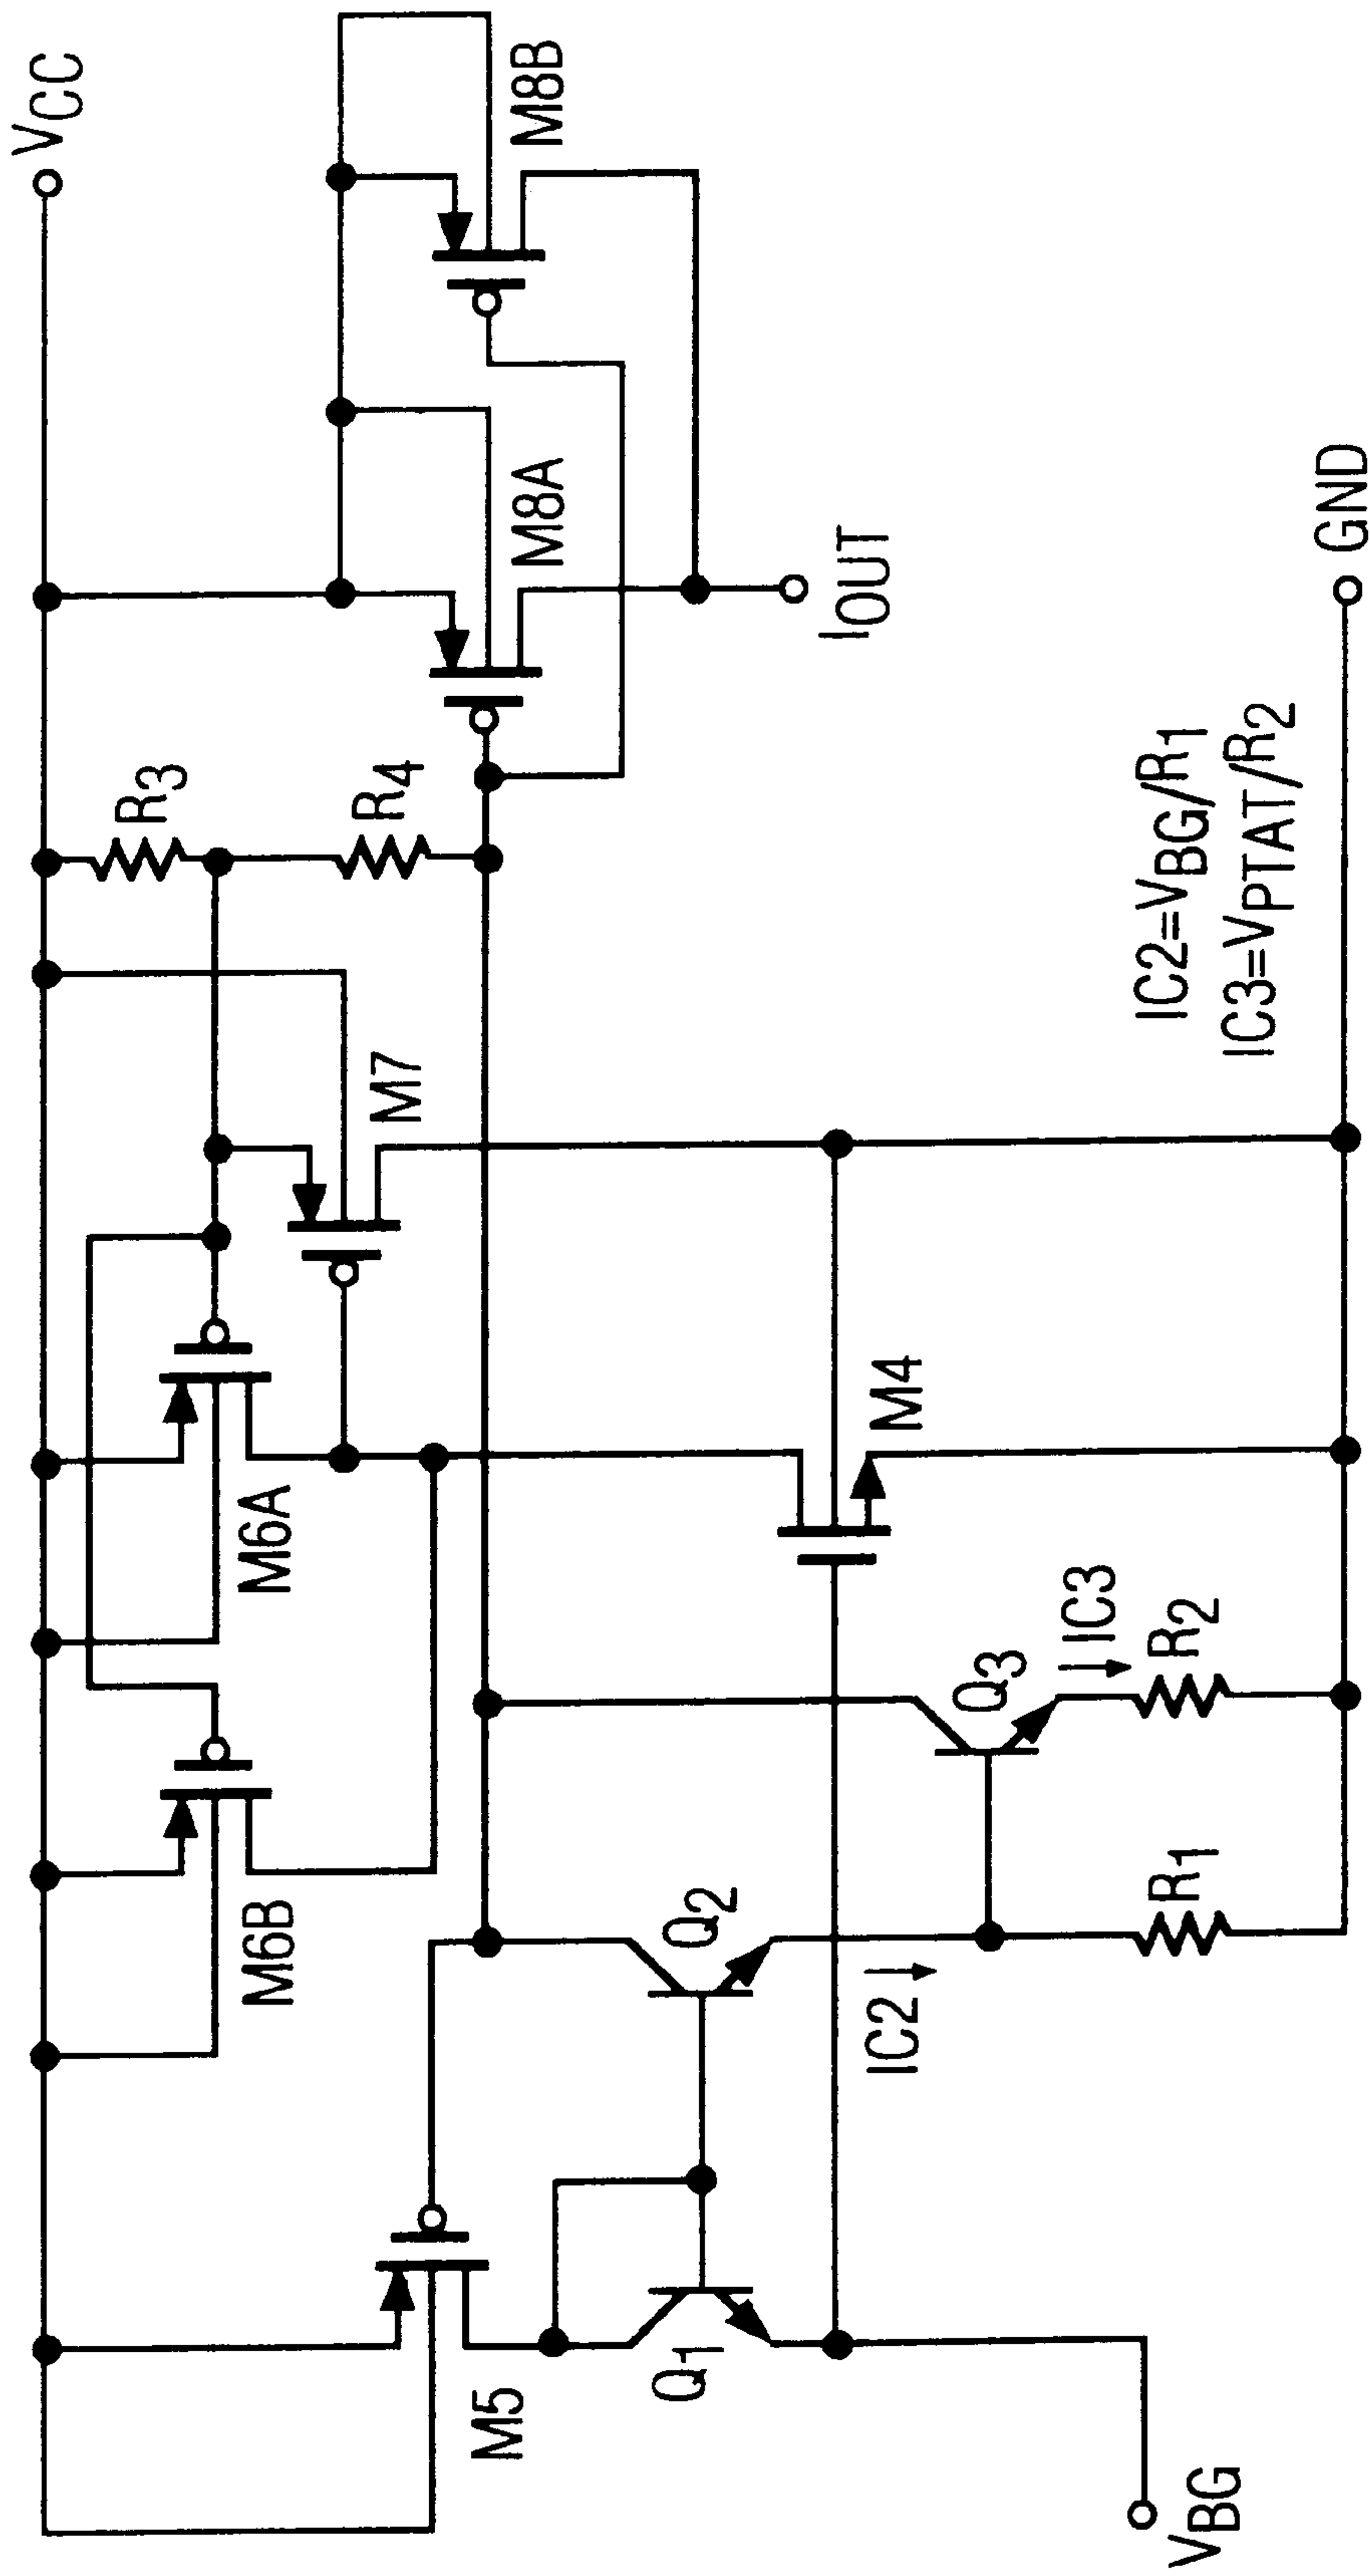 VCC
M8B
M8A
IOUT
R3
R4
M7
M6A
M6B
M4
M5
Q1
Q2
Q3
IC2
IC3
R1
R2
VBG
GND
IC2=VBG/R1
IC3=VPTAT/R2